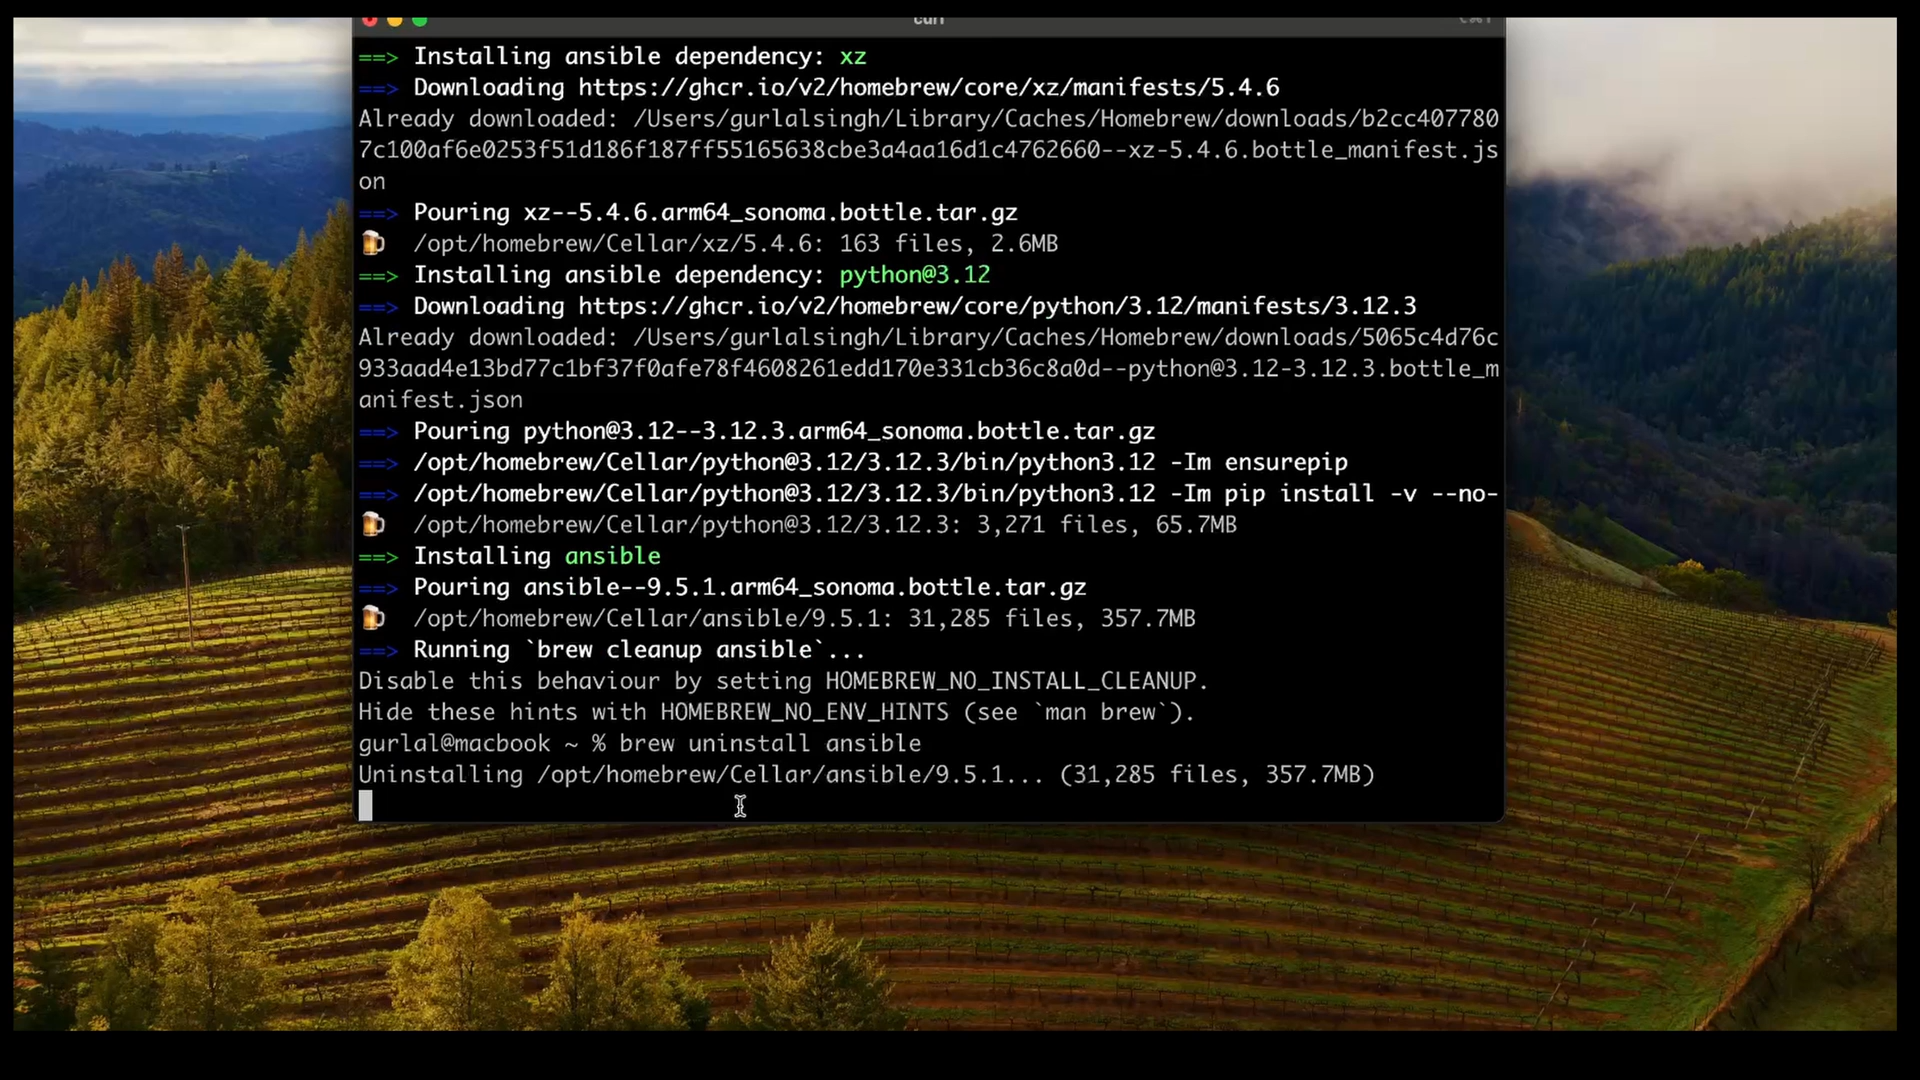 curl
==> Installing ansible dependency: xz
==> Downloading https://ghcr.io/v2/homebrew/core/xz/manifests/5.4.6
Already downloaded: /Users/gurlalsingh/Library/Caches/Homebrew/downloads/b2cc407780
7c100af6e0253f51d186f187ff55165638cbe3a4aa16d1c4762660--xz-5.4.6.bottle_manifest.js
on
==> Pouring xz--5.4.6.arm64_sonoma.bottle.tar.gz
🍺 /opt/homebrew/Cellar/xz/5.4.6: 163 files, 2.6MB
==> Installing ansible dependency: python@3.12
==> Downloading https://ghcr.io/v2/homebrew/core/python/3.12/manifests/3.12.3
Already downloaded: /Users/gurlalsingh/Library/Caches/Homebrew/downloads/5065c4d76c
933aad4e13bd77c1bf37f0afe78f4608261edd170e331cb36c8a0d--python@3.12-3.12.3.bottle_m
anifest.json
==> Pouring python@3.12--3.12.3.arm64_sonoma.bottle.tar.gz
==> /opt/homebrew/Cellar/python@3.12/3.12.3/bin/python3.12 -Im ensurepip
==> /opt/homebrew/Cellar/python@3.12/3.12.3/bin/python3.12 -Im pip install -v --no-
🍺 /opt/homebrew/Cellar/python@3.12/3.12.3: 3,271 files, 65.7MB
==> Installing ansible
==> Pouring ansible--9.5.1.arm64_sonoma.bottle.tar.gz
🍺 /opt/homebrew/Cellar/ansible/9.5.1: 31,285 files, 357.7MB
==> Running `brew cleanup ansible`...
Disable this behaviour by setting HOMEBREW_NO_INSTALL_CLEANUP.
Hide these hints with HOMEBREW_NO_ENV_HINTS (see `man brew`).
gurlal@macbook ~ % brew uninstall ansible
Uninstalling /opt/homebrew/Cellar/ansible/9.5.1... (31,285 files, 357.7MB)